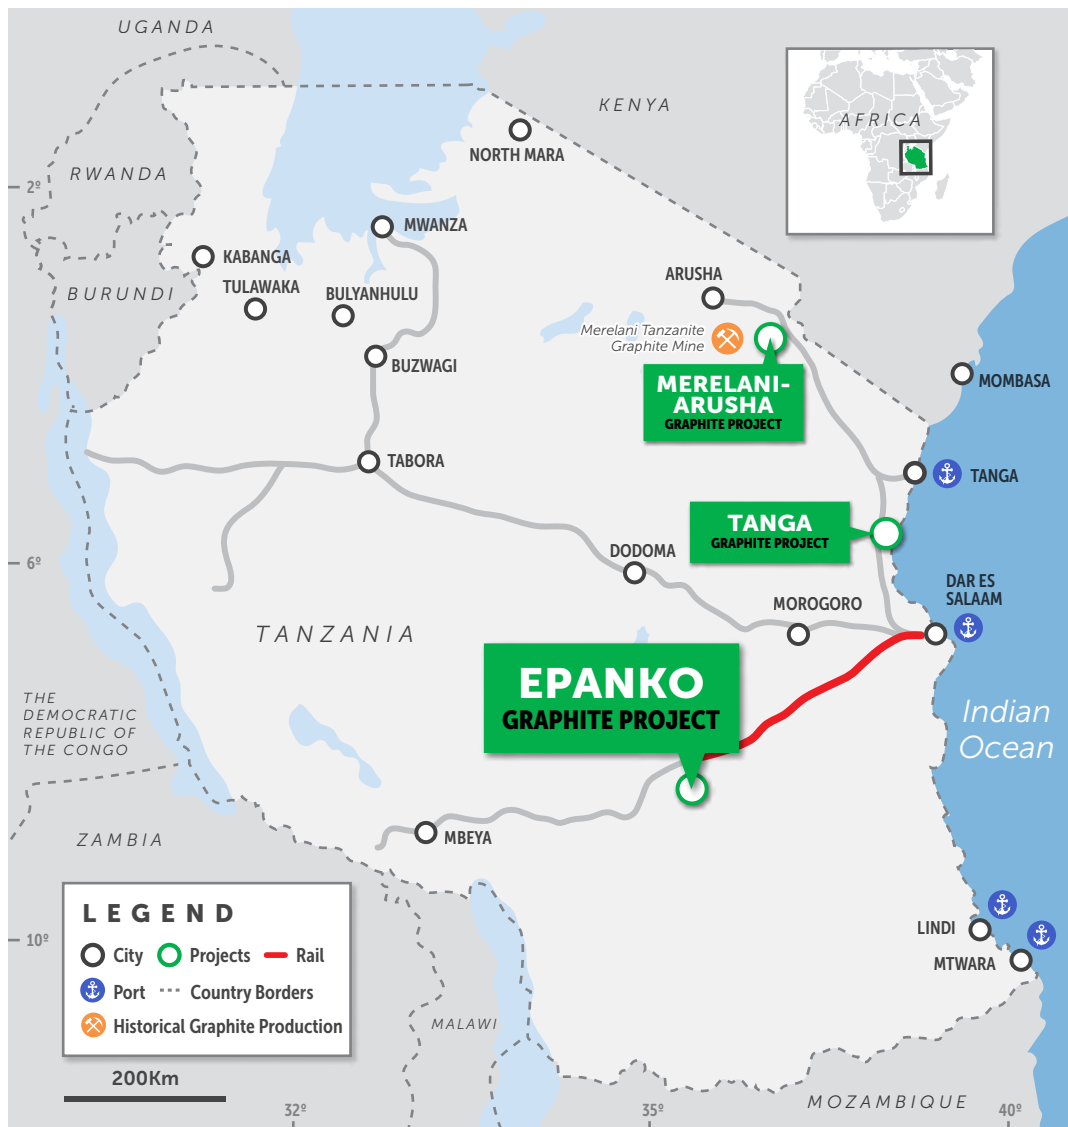 UGANDA
KENYA
AFRICA
NORTH MARA
RWANDA
2º
MWANZA
KABANGA
ARUSHA
TULAWAKA
BURUNDI
BULYANHULU
Merelani Tanzanite
Graphite Mine
BUZWAGI
MERELANI-
ARUSHA
GRAPHITE PROJECT
MOMBASA
TABORA
TANGA
TANGA
GRAPHITE PROJECT
DODOMA
6º
DAR ES
SALAAM
MOROGORO
TANZANIA
EPANKO
GRAPHITE PROJECT
THE
DEMOCRATIC
REPUBLIC OF
THE CONGO
Indian
Ocean
MBEYA
ZAMBIA
LEGEND
City
Projects
Rail
Port
Country Borders
Historical Graphite Production
LINDI
10º
MTWARA
MALAWI
200Km
MOZAMBIQUE
32º
35º
40º